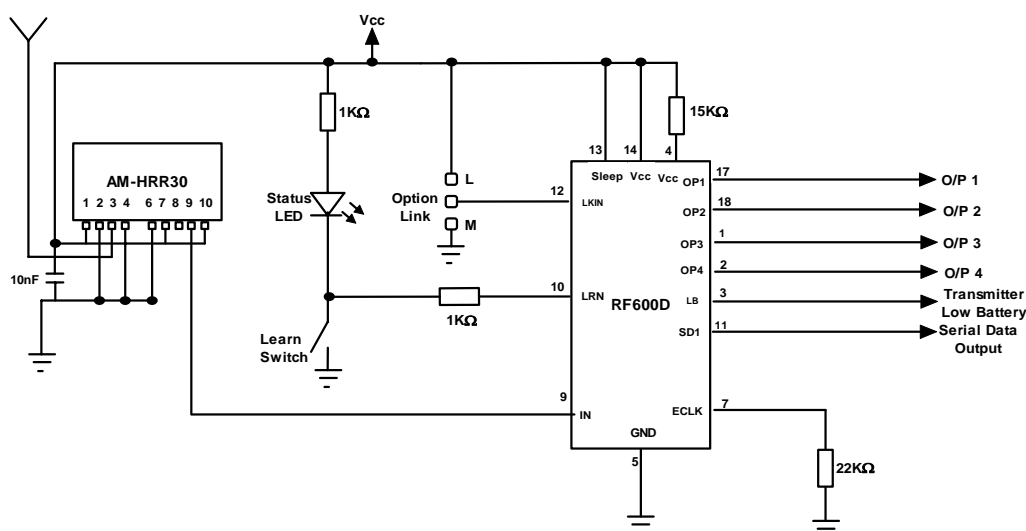 Vcc
1KΩ
15KΩ
13
14
4
AM-HRR30
1 2 3 4 6 7 8 9 10
L
Option
Link
M
12
Status
LED
Sleep
Vcc
Vcc
LKIN
OP1
17
O/P 1
OP2
18
O/P 2
OP3
1
O/P 3
OP4
2
O/P 4
10nF
10
LRN
1KΩ
RF600D
LB
3
Transmitter
Low Battery
SD1
11
Serial Data
Output
Learn
Switch
9
IN
ECLK
7
GND
5
22KΩ